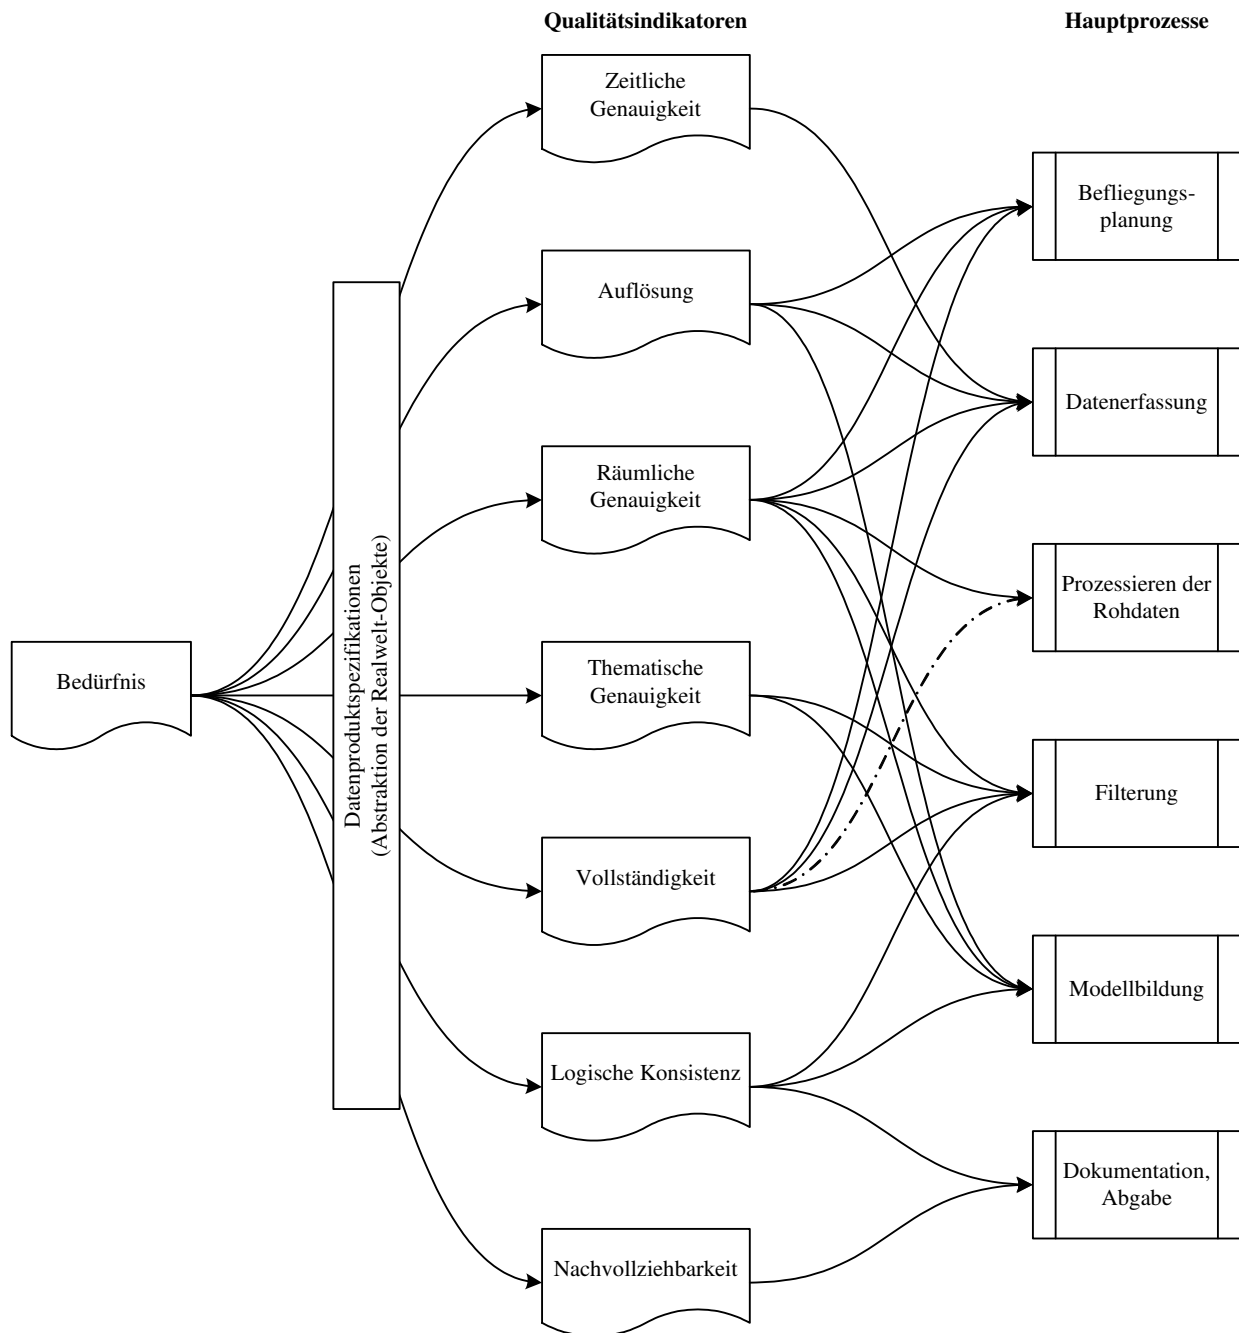 Qualitätsindikatoren
Hauptprozesse
Zeitliche
Genauigkeit
Auflösung
Räumliche
Genauigkeit
Thematische
Genauigkeit
Vollständigkeit
Logische Konsistenz
Nachvollziehbarkeit
Bedürfnis
Datenproduktspezifikationen
(Abstraktion der Realwelt-Objekte)
Befliegungs-
planung
Datenerfassung
Prozessieren der
Rohdaten
Filterung
Modellbildung
Dokumentation,
Abgabe